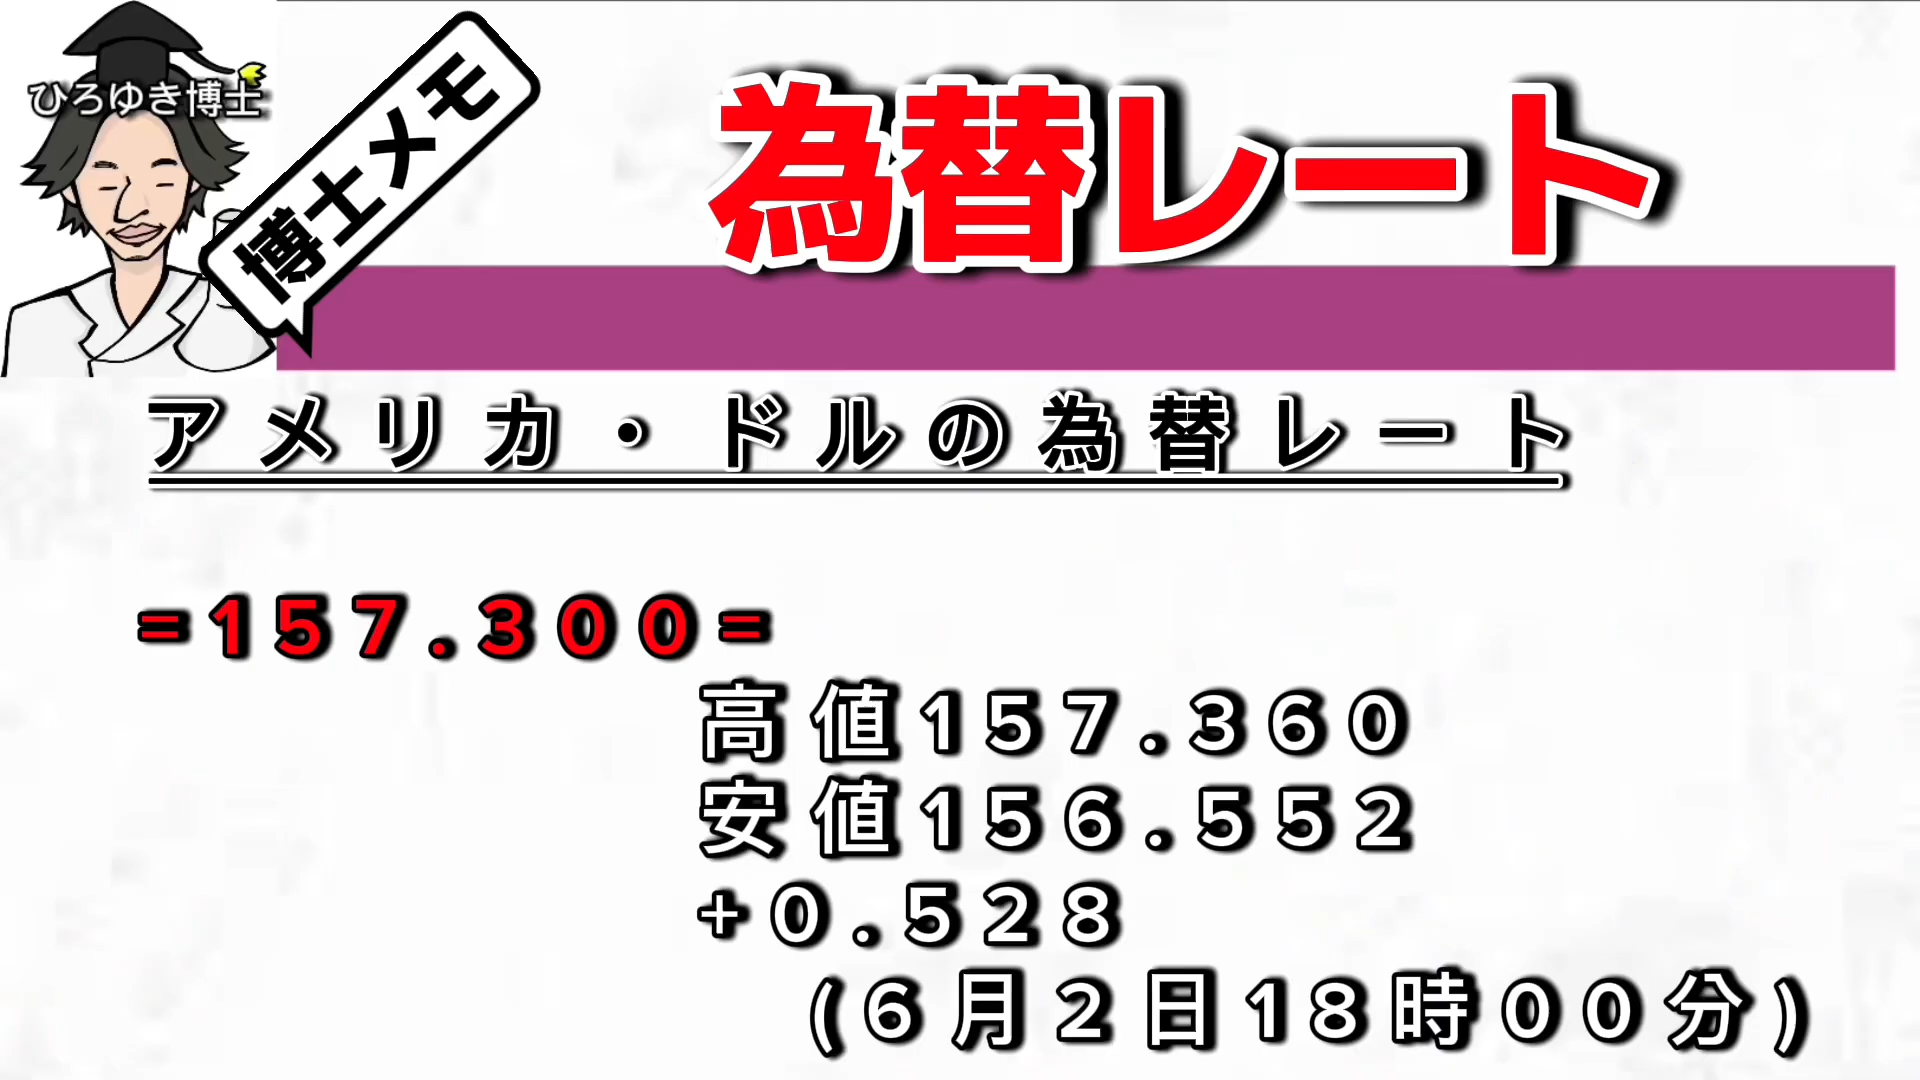 ひろゆき博士
博士メモ
為替レート
アメリカ・ドルの為替レート
=157.300=
高値157.360
安値156.552
+0.528
(6月2日18時00分)